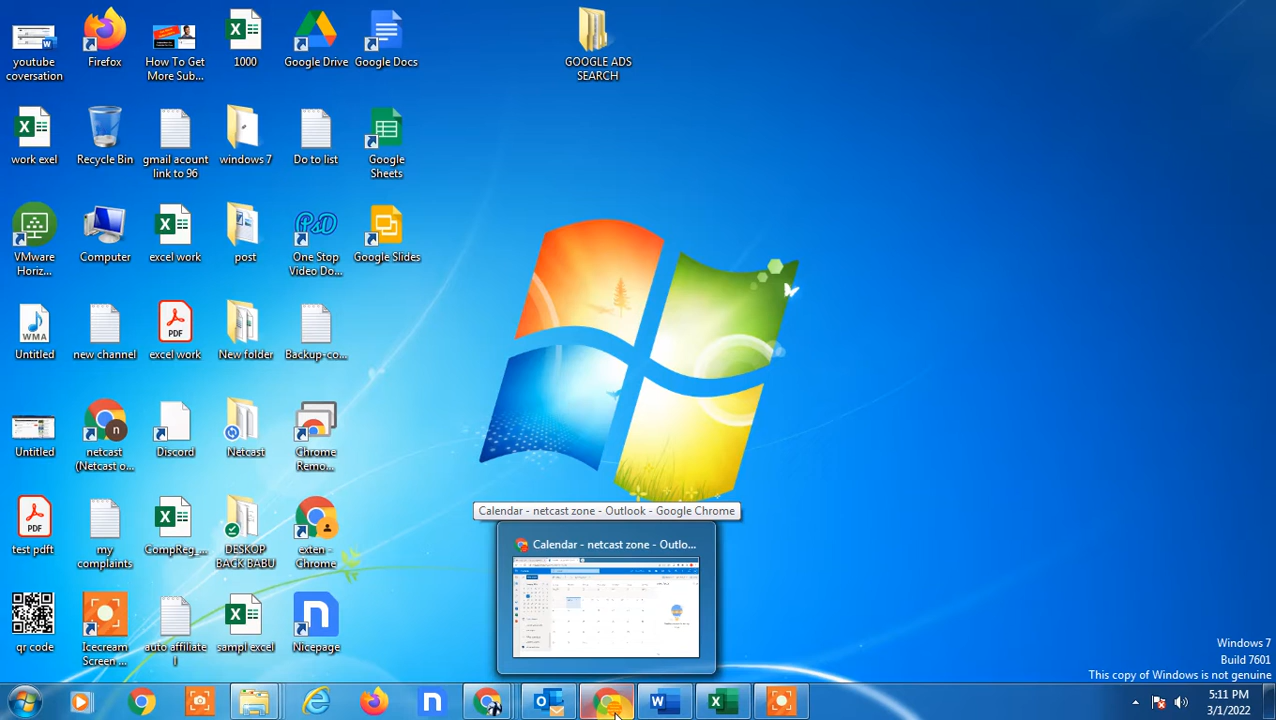 youtube
coversation
Firefox
How To Get
More Sub...
1000
Google Drive
Google Docs
GOOGLE ADS
SEARCH
work exel
Recycle Bin
gmail acount
link to 96
windows 7
Do to list
Google
Sheets
VMware
Horiz...
Computer
excel work
post
PSD
One Stop
Video Do...
Google Slides
WMA
Untitled
new channel
PDF
excel work
New folder
Backup-co...
Untitled
n
netcast
(Netcast o...
Discord
Netcast
Chrome
Remo...
PDF
test pdft
my
complaints
CompReg_...
DESKOP
BACK BABU
exten -
Chrome
qr code
Icecream
Screen ...
auto affiliate
l
sampl excel
Nicepage
Calendar - netcast zone - Outlook - Google Chrome
Calendar - netcast zone - Outlo...
Windows 7
Build 7601
This copy of Windows is not genuine
5:11 PM
3/1/2022